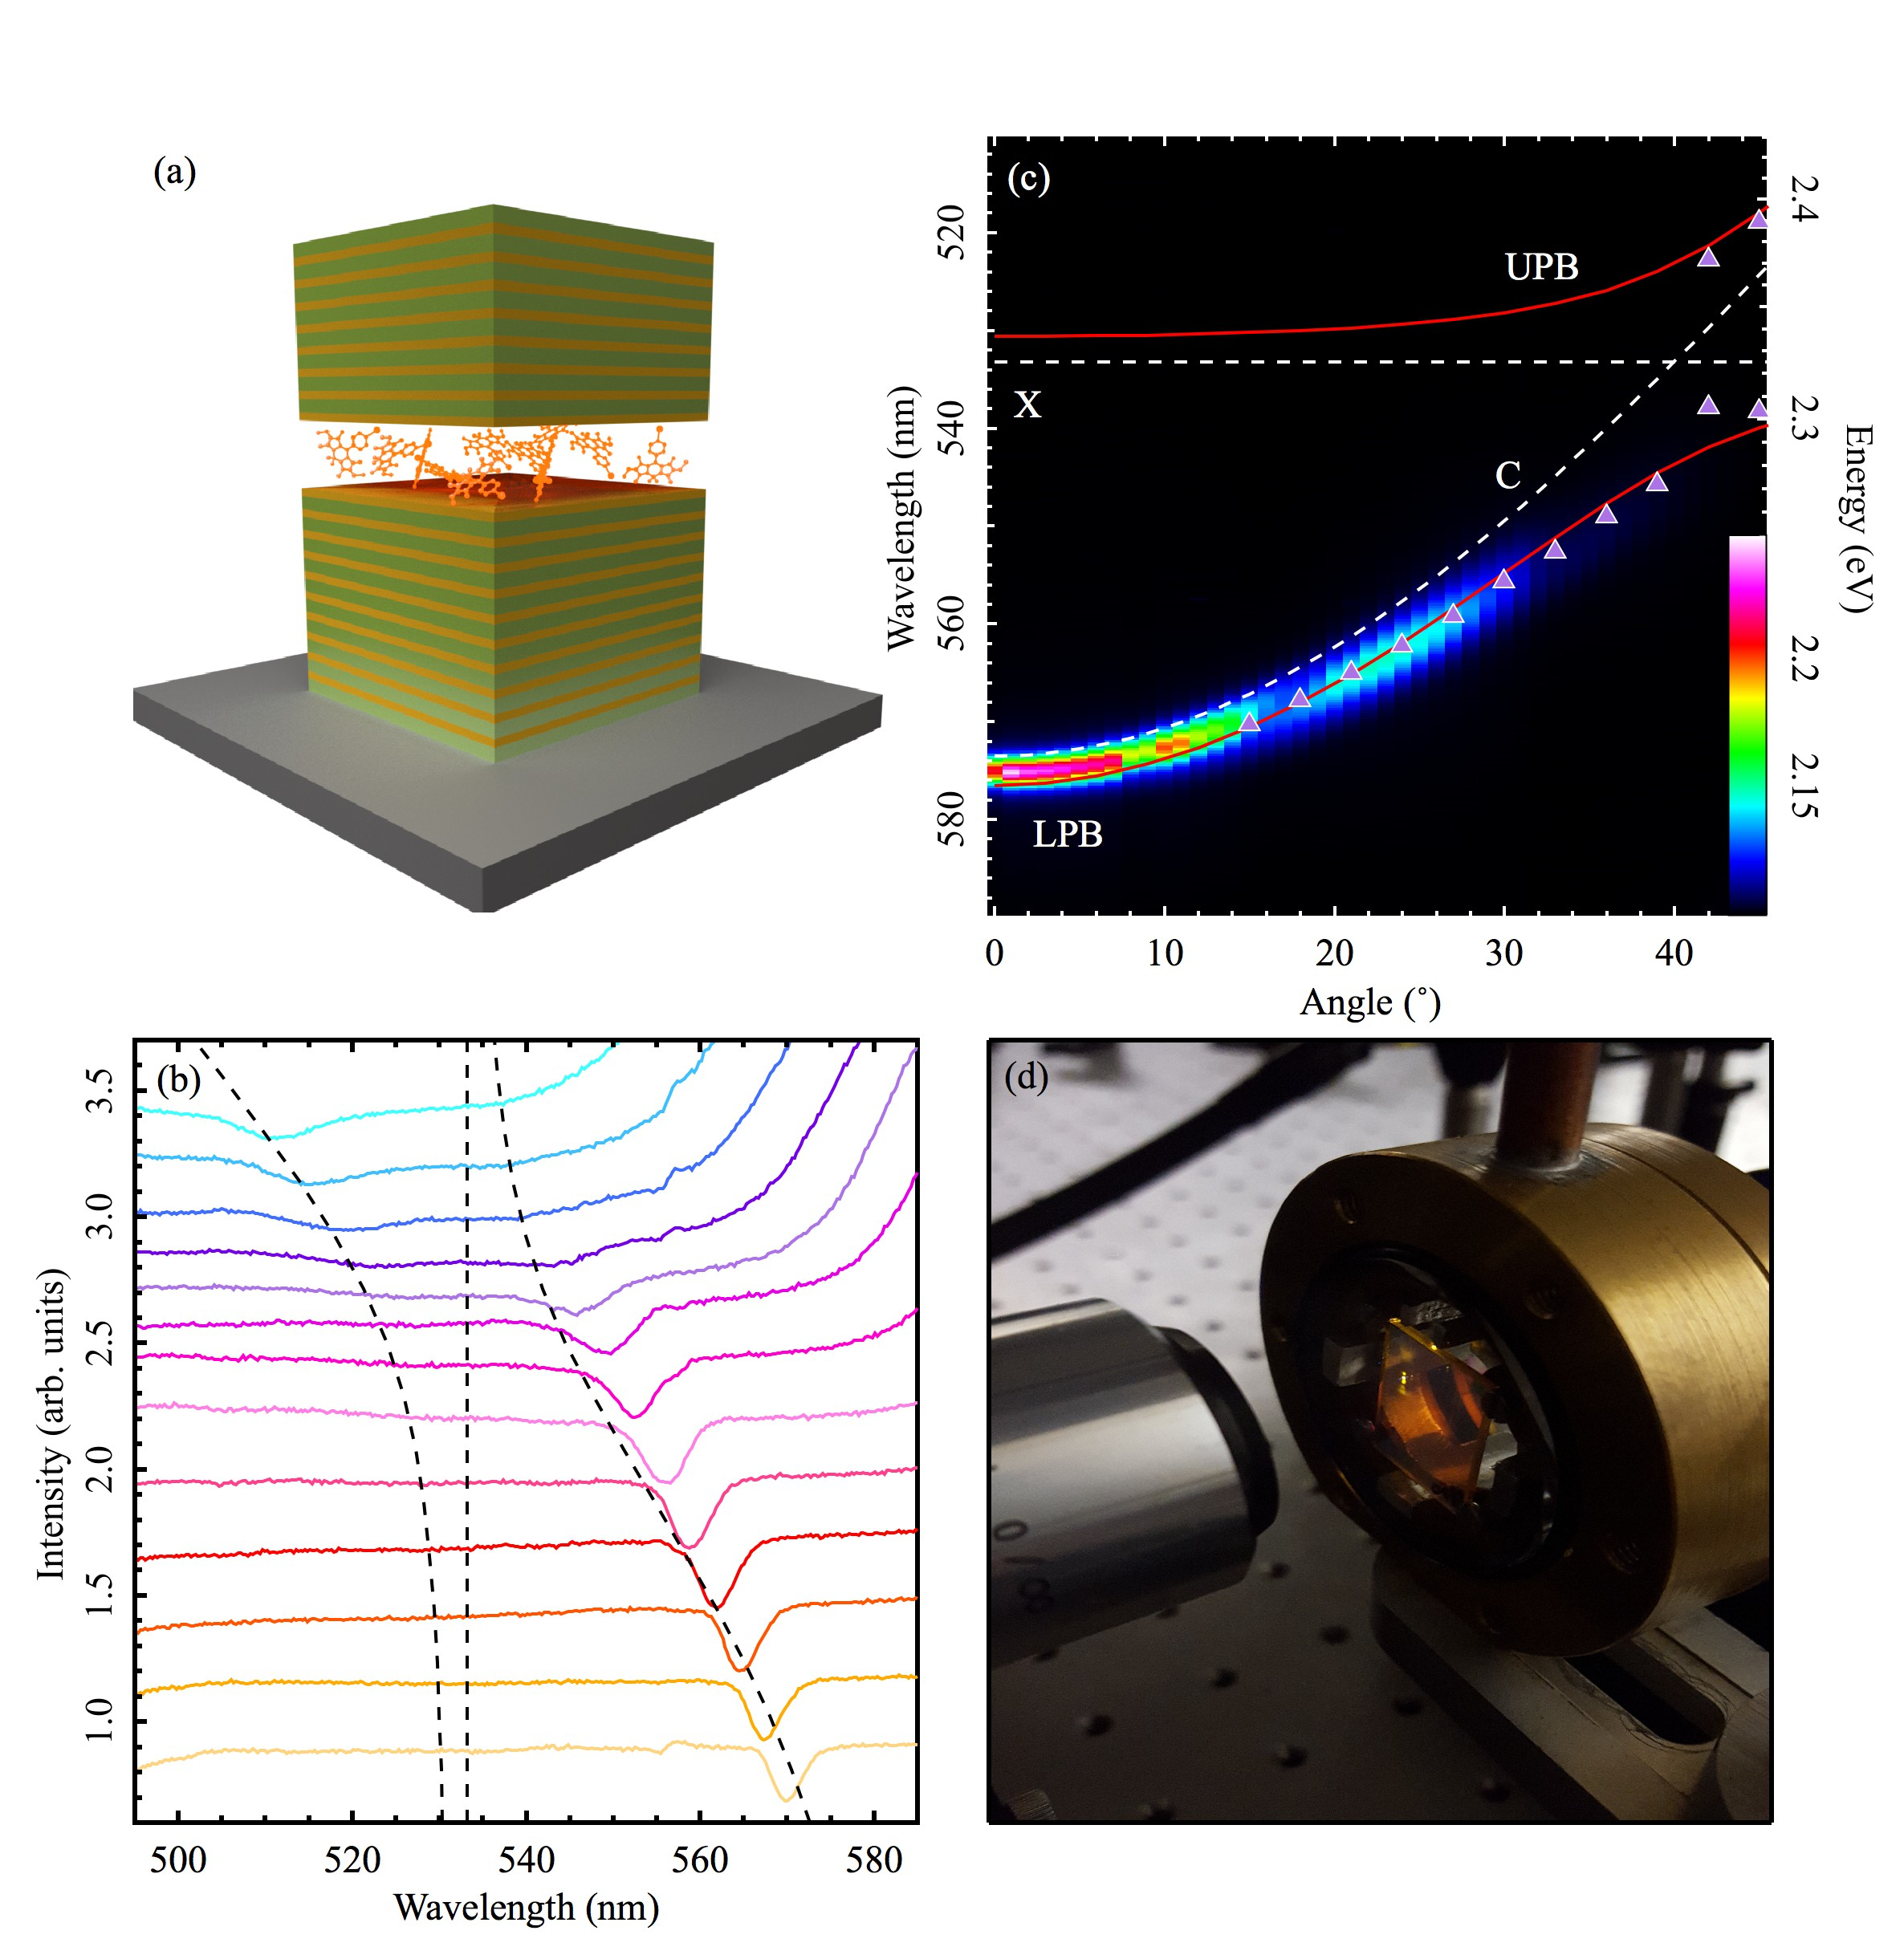 (a)
(c)
520
540
560
580
Wavelength (nm)
UPB
X
C
LPB
2.4
2.3
2.2
2.15
Energy (eV)
0 10 20 30 40
Angle (°)
(b)
3.5
3.0
2.5
2.0
1.5
1.0
Intensity (arb. units)
500 520 540 560 580
Wavelength (nm)
(d)